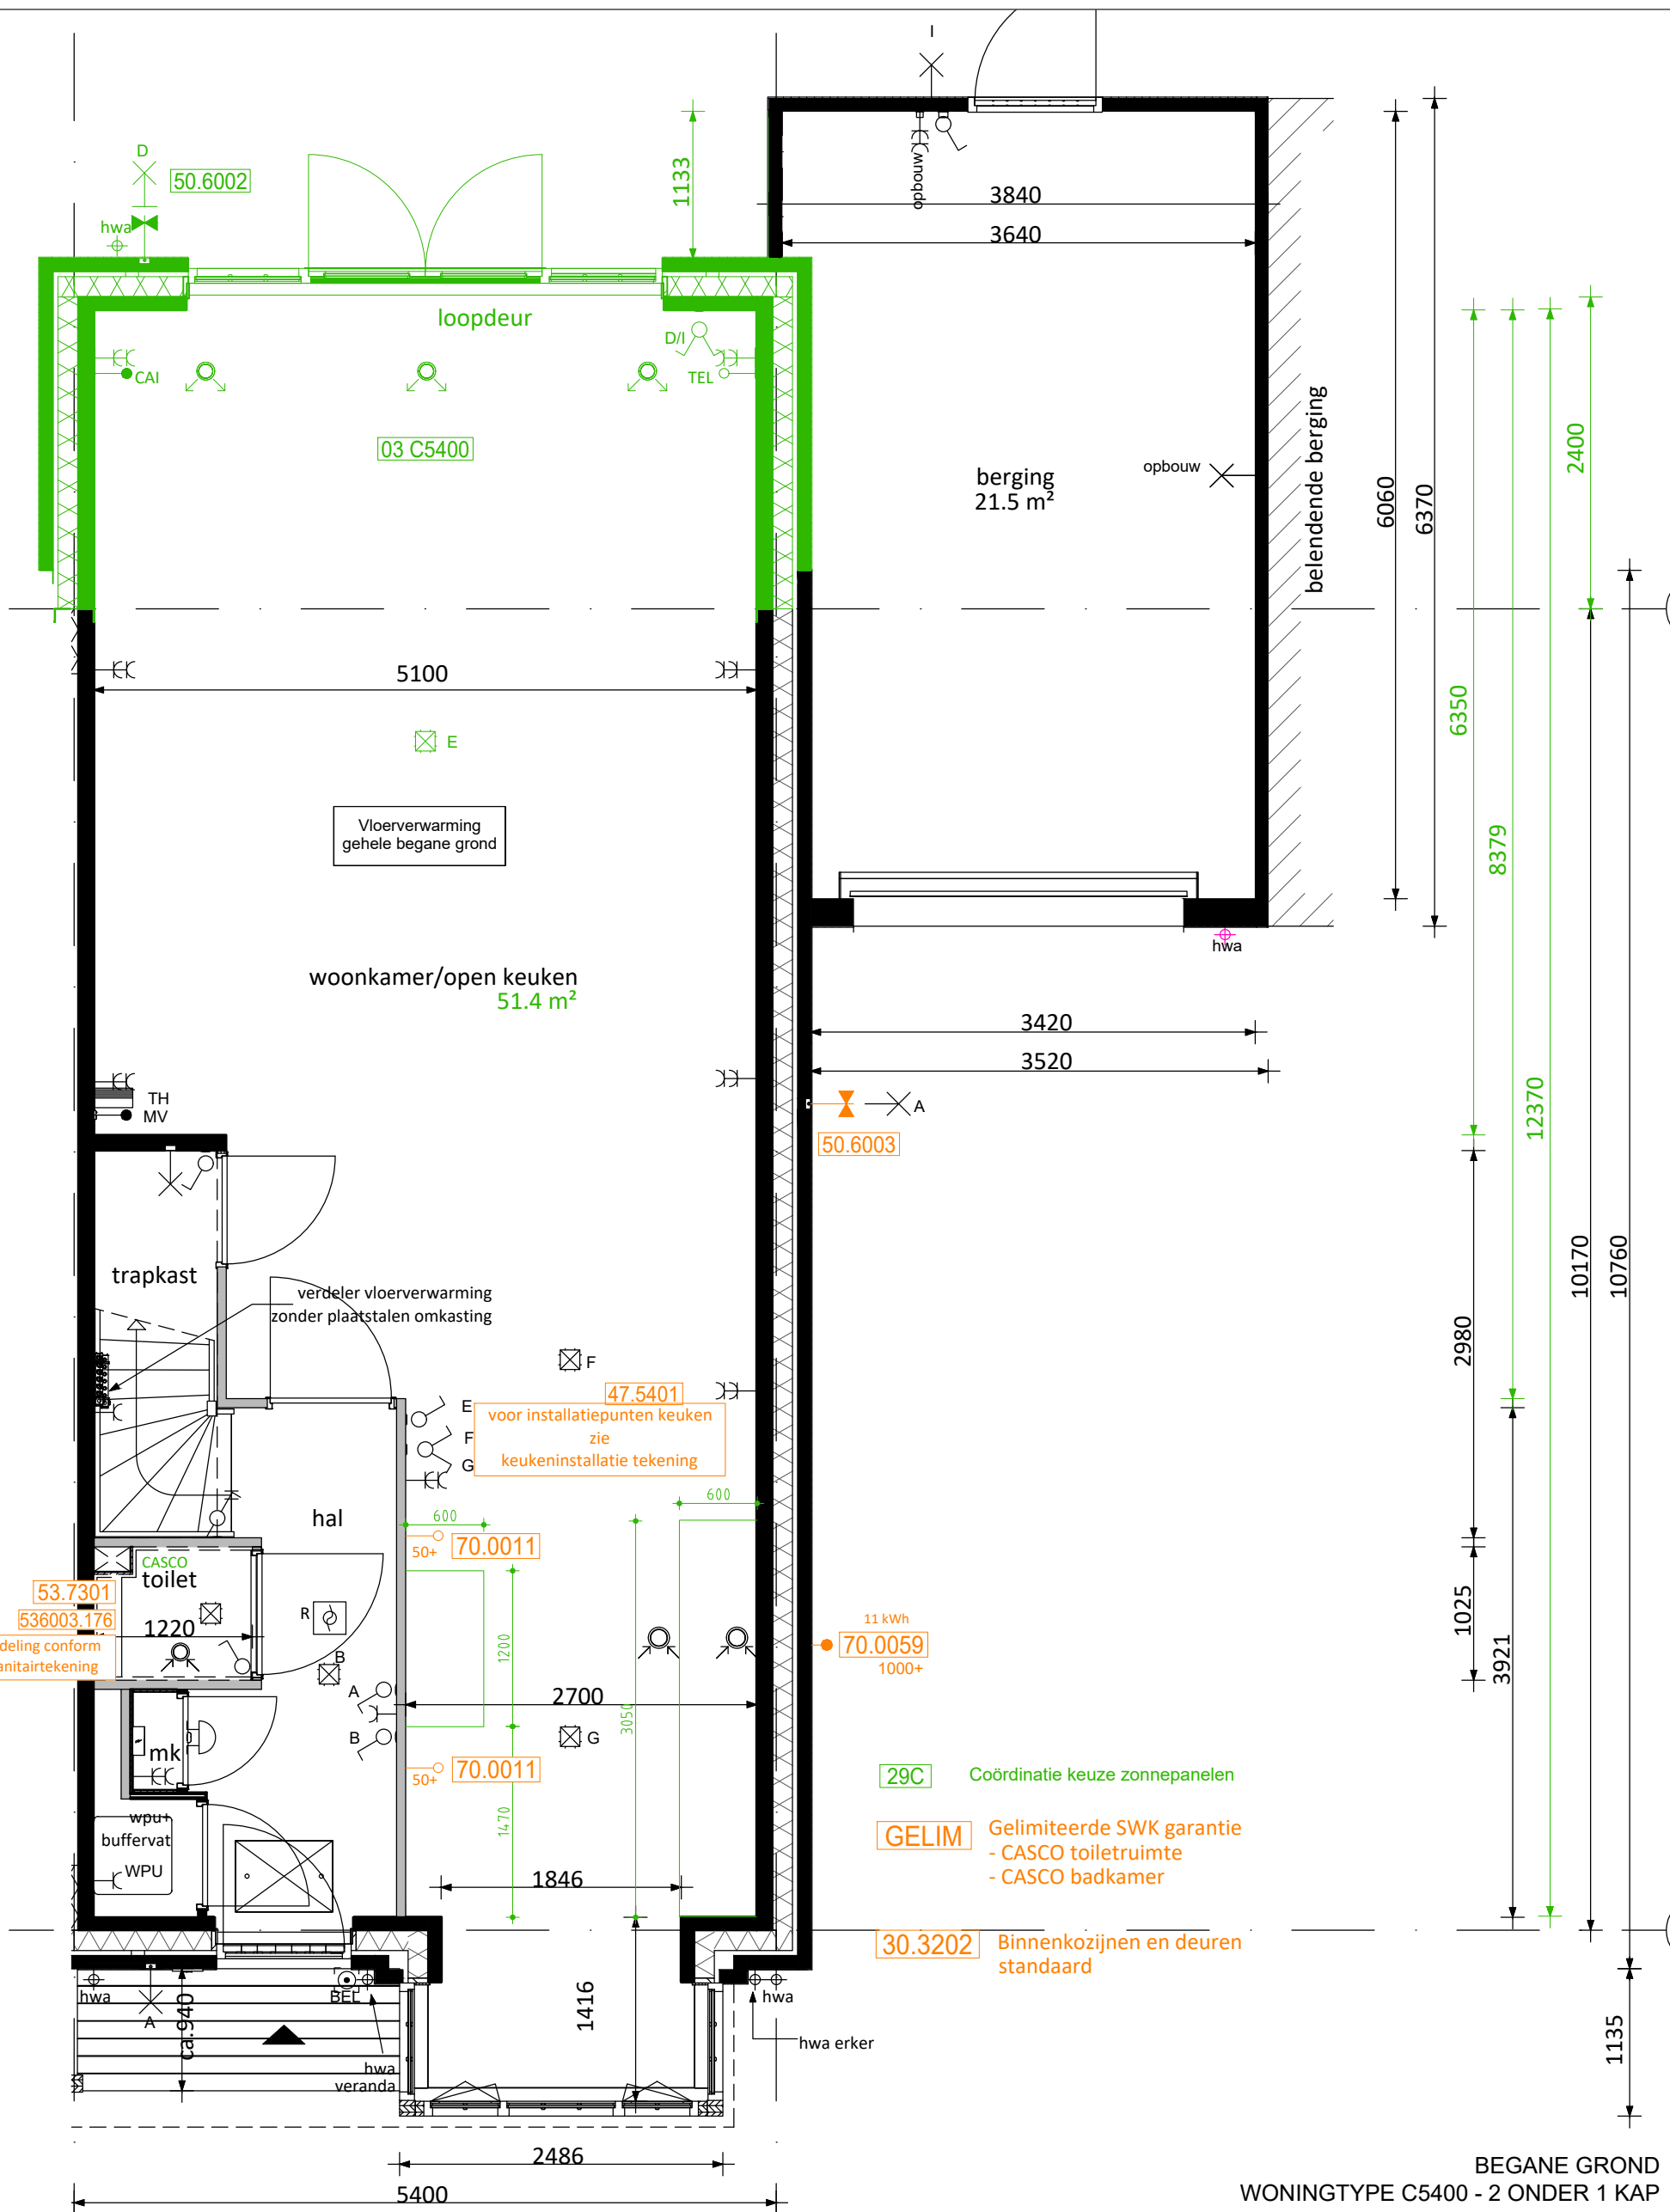 I
D
50.6002
hwa
1133
opbouw
3840
3640
loopdeur
D/I
CAI
TEL
03 C5400
berging
21.5 m²
opbouw
belendende berging
6060
6370
2400
5100
E
6350
Vloerverwarming
gehele begane grond
8379
woonkamer/open keuken
51.4 m²
hwa
3420
3520
TH
MV
A
50.6003
12370
10170
10760
trapkast
verdeler vloerverwarming
zonder plaatstalen omkasting
2980
F
47.5401
voor installatiepunten keuken
zie
keukeninstallatie tekening
E
F
G
600
600
hal
50+
70.0011
CASCO
toilet
53.7301
536003.176
deling conform
anitairtekening
1220
R
B
1200
3050
11 kWh
70.0059
1000+
1025
3921
A
B
2700
G
mk
50+
70.0011
1470
29C
Coördinatie keuze zonnepanelen
wpu+
buffervat
WPU
GELIM
Gelimiteerde SWK garantie
- CASCO toiletruimte
- CASCO badkamer
1846
30.3202
Binnenkozijnen en deuren
standaard
hwa
A
ca.940
BEL
1416
hwa
hwa erker
hwa
veranda
1135
2486
5400
BEGANE GROND
WONINGTYPE C5400 - 2 ONDER 1 KAP